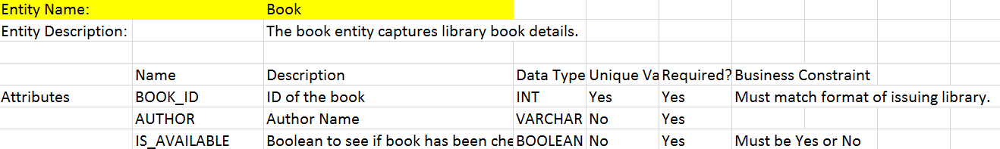 Entity Name: Book
Entity Description: The book entity captures library book details.
Name Description Data Type Unique Va Required? Business Constraint
Attributes BOOK_ID ID of the book INT Yes Yes Must match format of issuing library.
AUTHOR Author Name VARCHAR No Yes
IS_AVAILABLE Boolean to see if book has been che BOOLEAN No Yes Must be Yes or No